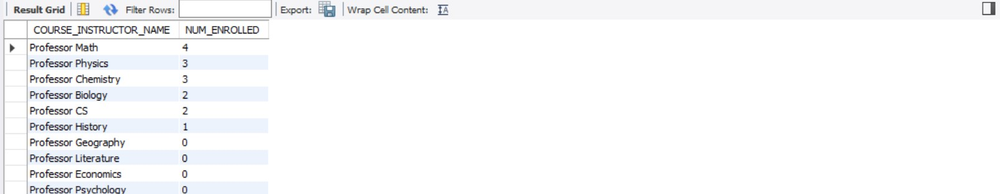 Result Grid Filter Rows: Export: Wrap Cell Content: IA
COURSE_INSTRUCTOR_NAME NUM_ENROLLED
Professor Math 4
Professor Physics 3
Professor Chemistry 3
Professor Biology 2
Professor CS 2
Professor History 1
Professor Geography 0
Professor Literature 0
Professor Economics 0
Professor Psychology 0